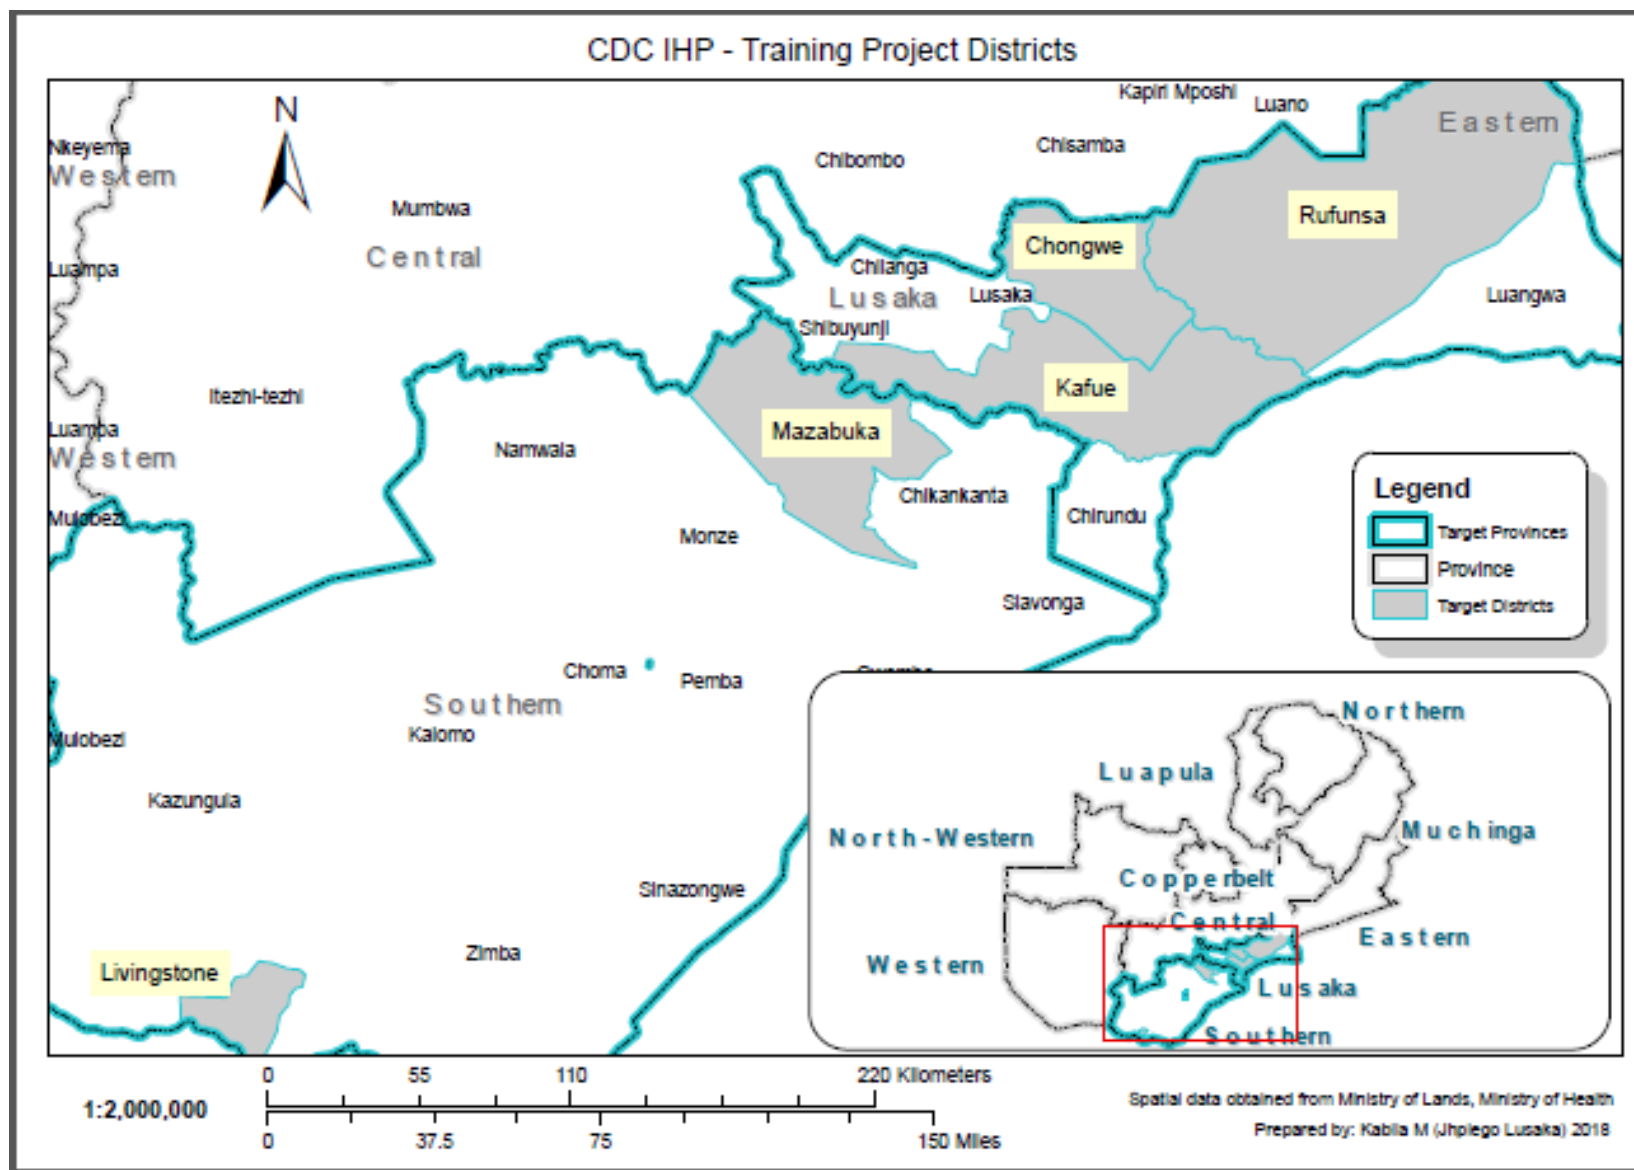 CDC IHP - Training Project Districts
N
Kapiri Mposhi
Luano
Eastern
Nkeyema
Western
Chibombo
Chisamba
Mumbwa
Rufunsa
Central
Chongwe
Luampa
Chilanga
Lusaka
Lusaka
Luangwa
Shibuyunji
Itezhi-tezhi
Kafue
Luampa
Western
Namwala
Mazabuka
Chikankanta
Mulobezi
Monze
Chirundu
Legend
Target Provinces
Province
Target Districts
Siavonga
Choma
Pemba
Southern
Kalomo
Mulobezi
Kazungula
Sinazongwe
Zimba
Livingstone
Northern
Luapula
North-Western
Muchinga
Copperbelt
Central
Eastern
Western
Lusaka
Southern
0 55 110 220 Kilometers
1:2,000,000
0 37.5 75 150 Miles
Spatial data obtained from Ministry of Lands, Ministry of Health
Prepared by: Kabila M (Jhpiego Lusaka) 2018